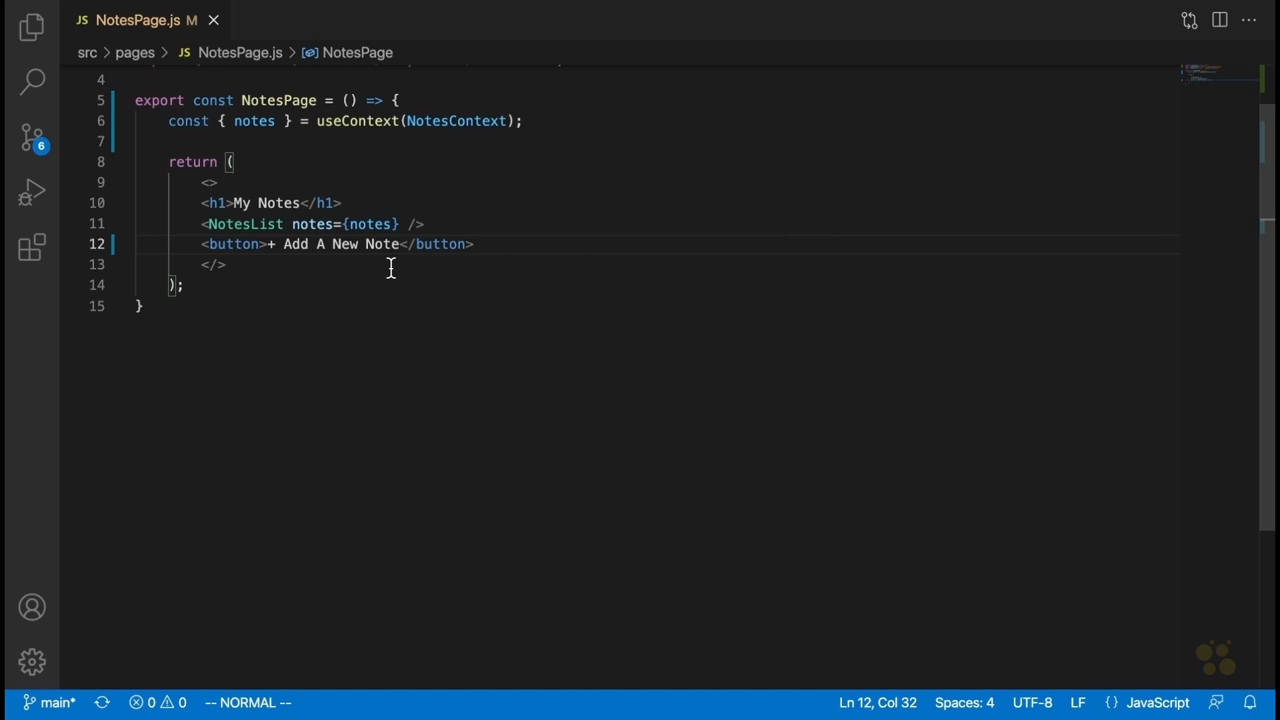 JS NotesPage.js M
src > pages > JS NotesPage.js > NotesPage
4
5 export const NotesPage = () => {
6 const { notes } = useContext(NotesContext);
7
8 return (
9 <>
10 <h1>My Notes</h1>
11 <NotesList notes={notes} />
12 <button>+ Add A New Note</button>
13 </>
14 );
15 }
6
main* 0 0 -- NORMAL -- Ln 12, Col 32 Spaces: 4 UTF-8 LF {} JavaScript